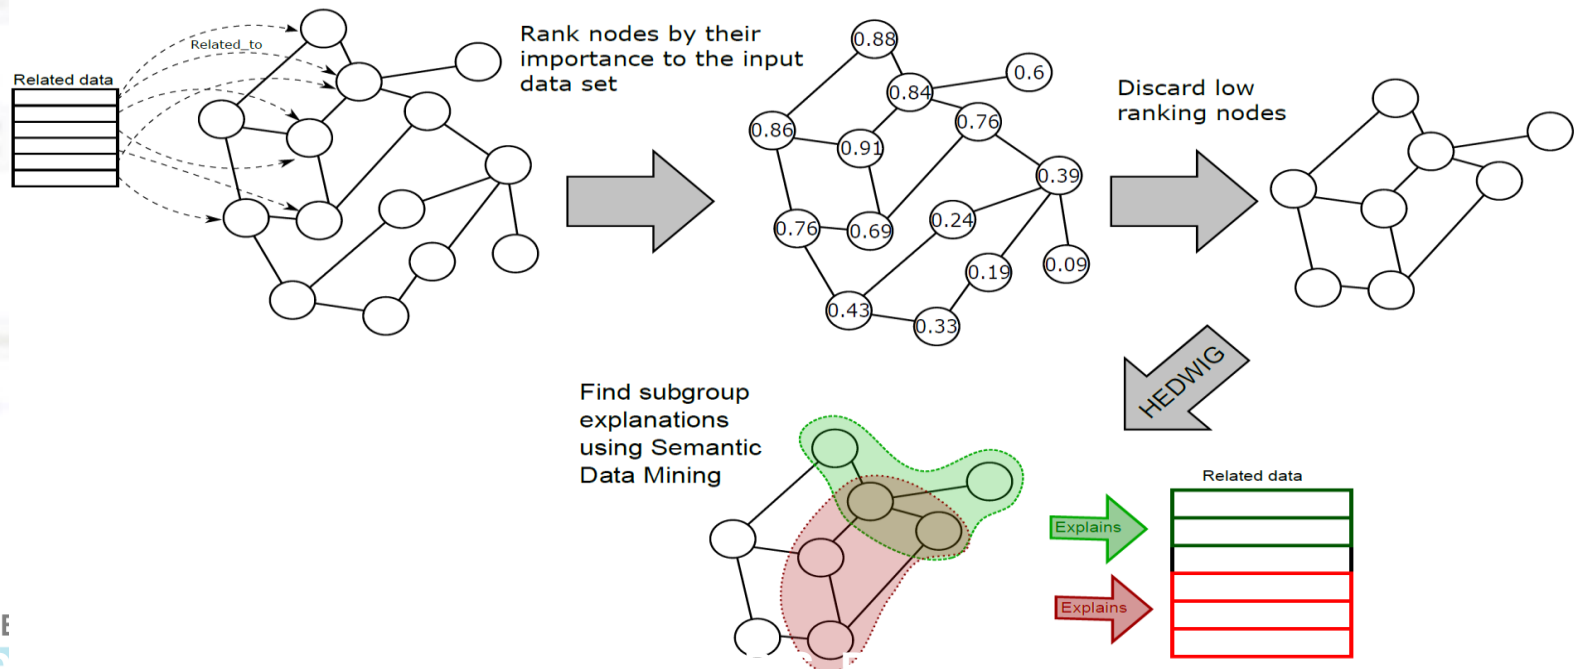 Related data
Related_to
Rank nodes by their
importance to the input
data set
0.88
0.6
0.84
0.76
0.86
0.91
0.39
0.24
0.76
0.69
0.19
0.09
0.43
0.33
Discard low
ranking nodes
HEDWIG
Find subgroup
explanations
using Semantic
Data Mining
Explains
Explains
Related data